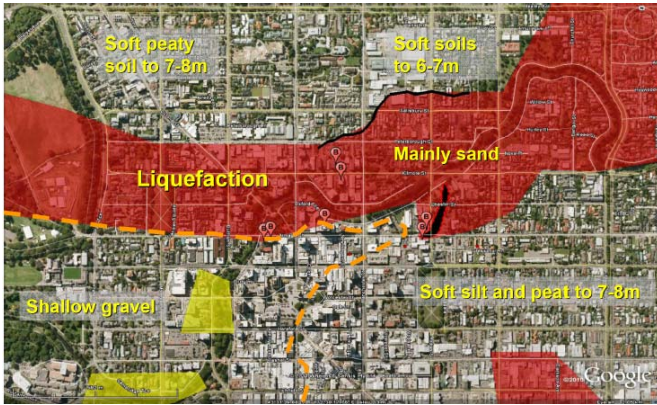 Soft peaty
soil to 7-8m
Soft soils
to 6-7m
Mainly sand
Liquefaction
Shallow gravel
Soft silt and peat to 7-8m
Google